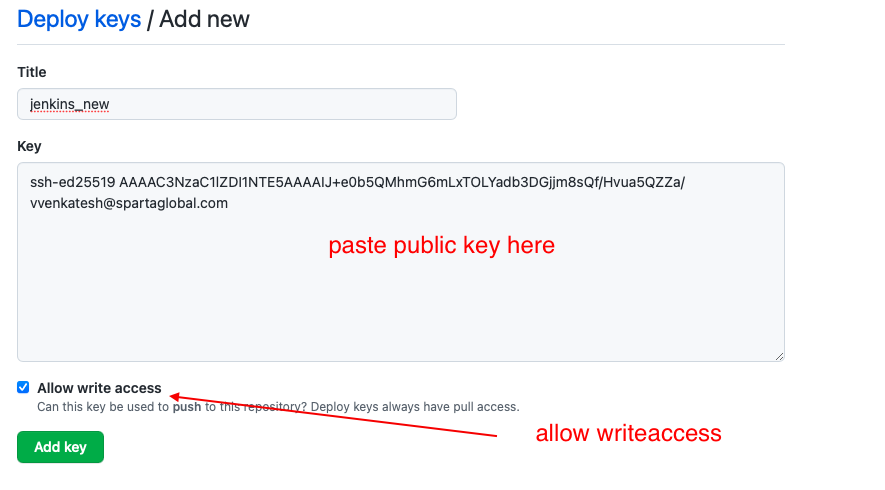 Deploy keys / Add new
Title
jenkins_new
Key
ssh-ed25519 AAAAC3NzaC1lZDI1NTE5AAAAIJ+e0b5QMhmG6mLxTOLYadb3DGjjm8sQf/Hvua5QZZa/
vvenkatesh@spartaglobal.com
paste public key here
Allow write access
Can this key be used to push to this repository? Deploy keys always have pull access.
allow writeaccess
Add key